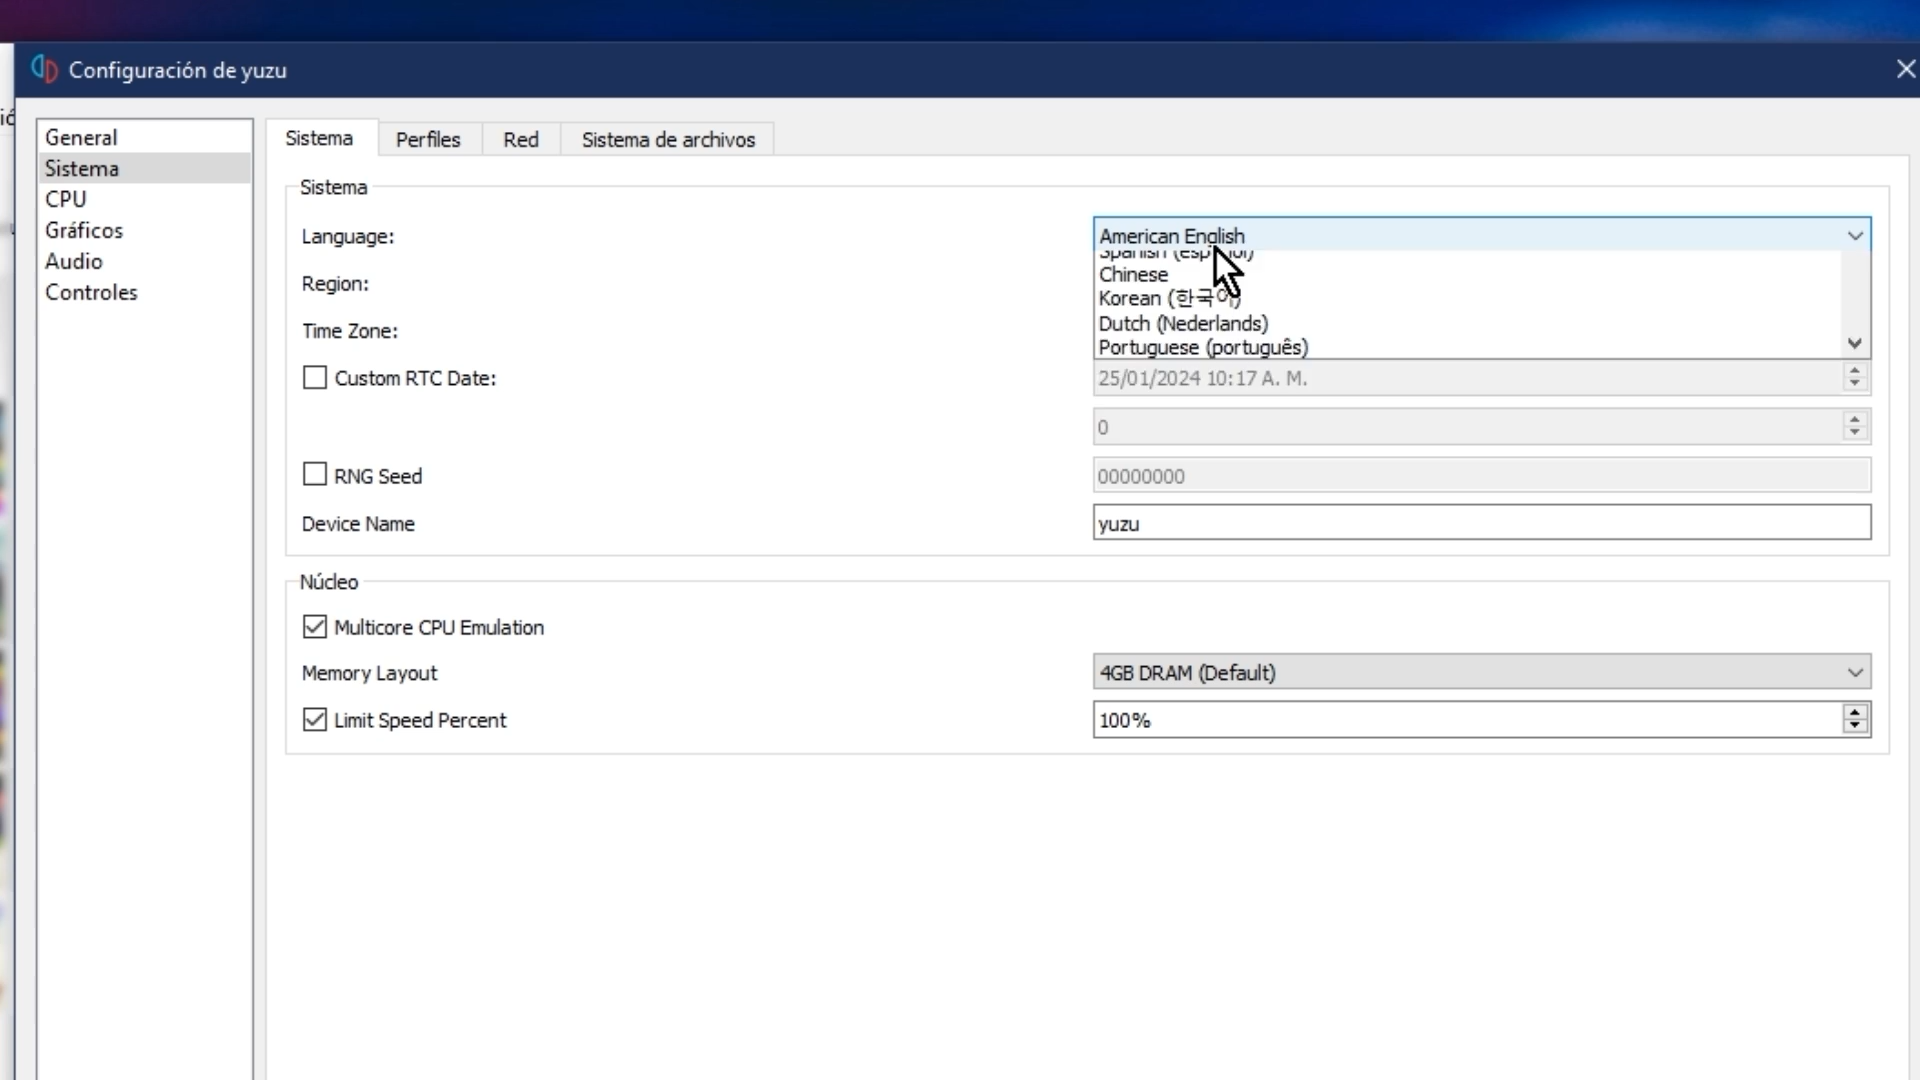 Configuración de yuzu
General
Sistema
CPU
Gráficos
Audio
Controles
Sistema Perfiles Red Sistema de archivos
Sistema
Language: American English
Spanish (español)
Region:
Chinese
Korean (한국어)
Time Zone:
Dutch (Nederlands)
Portuguese (português)
Custom RTC Date: 25/01/2024 10:17 A. M.
0
RNG Seed 00000000
Device Name yuzu
Núcleo
Multicore CPU Emulation
Memory Layout 4GB DRAM (Default)
Limit Speed Percent 100%